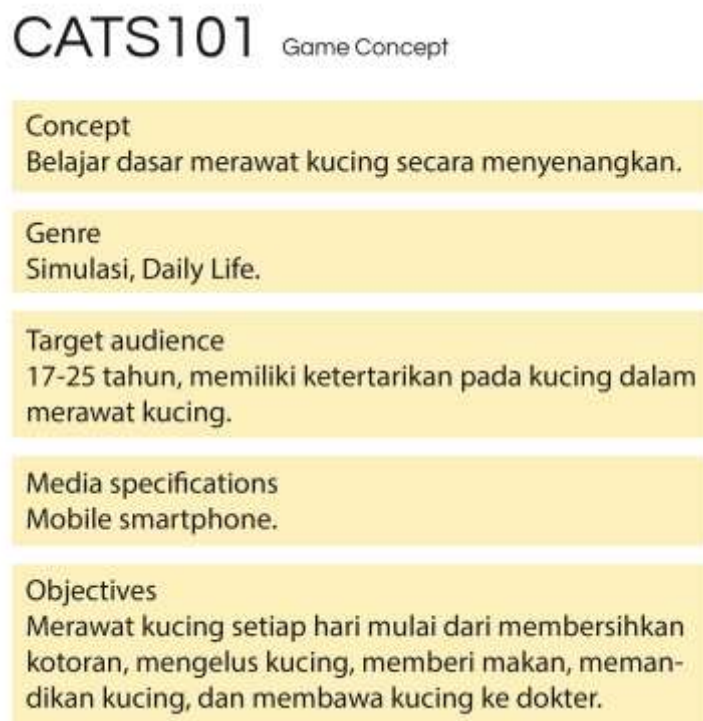 CATS101 Game Concept
Concept
Belajar dasar merawat kucing secara menyenangkan.
Genre
Simulasi, Daily Life.
Target audience
17-25 tahun, memiliki ketertarikan pada kucing dalam
merawat kucing.
Media specifications
Mobile smartphone.
Objectives
Merawat kucing setiap hari mulai dari membersihkan
kotoran, mengelus kucing, memberi makan, meman-
dikan kucing, dan membawa kucing ke dokter.